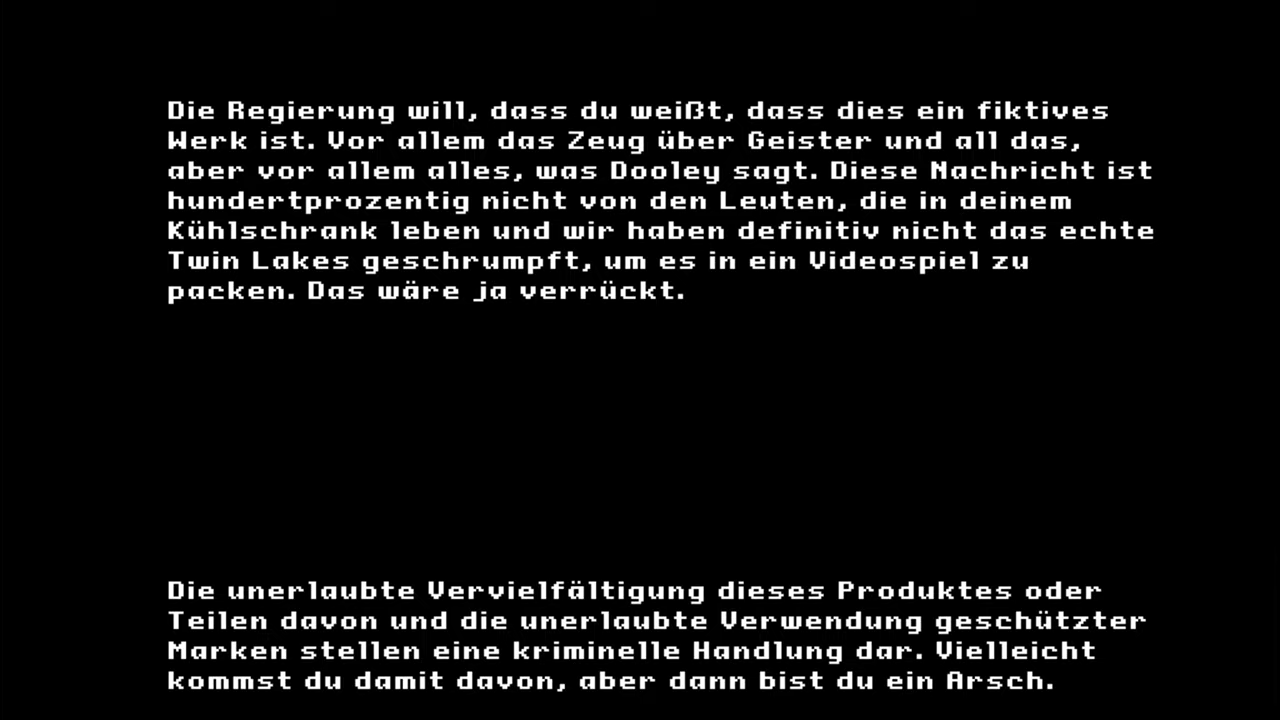 Die Regierung will, dass du weißt, dass dies ein fiktives
Werk ist. Vor allem das Zeug über Geister und all das,
aber vor allem alles, was Dooley sagt. Diese Nachricht ist
hundertprozentig nicht von den Leuten, die in deinem
Kühlschrank leben und wir haben definitiv nicht das echte
Twin Lakes geschrumpft, um es in ein Videospiel zu
packen. Das wäre ja verrückt.
Die unerlaubte Vervielfältigung dieses Produktes oder
Teilen davon und die unerlaubte Verwendung geschützter
Marken stellen eine kriminelle Handlung dar. Vielleicht
kommst du damit davon, aber dann bist du ein Arsch.